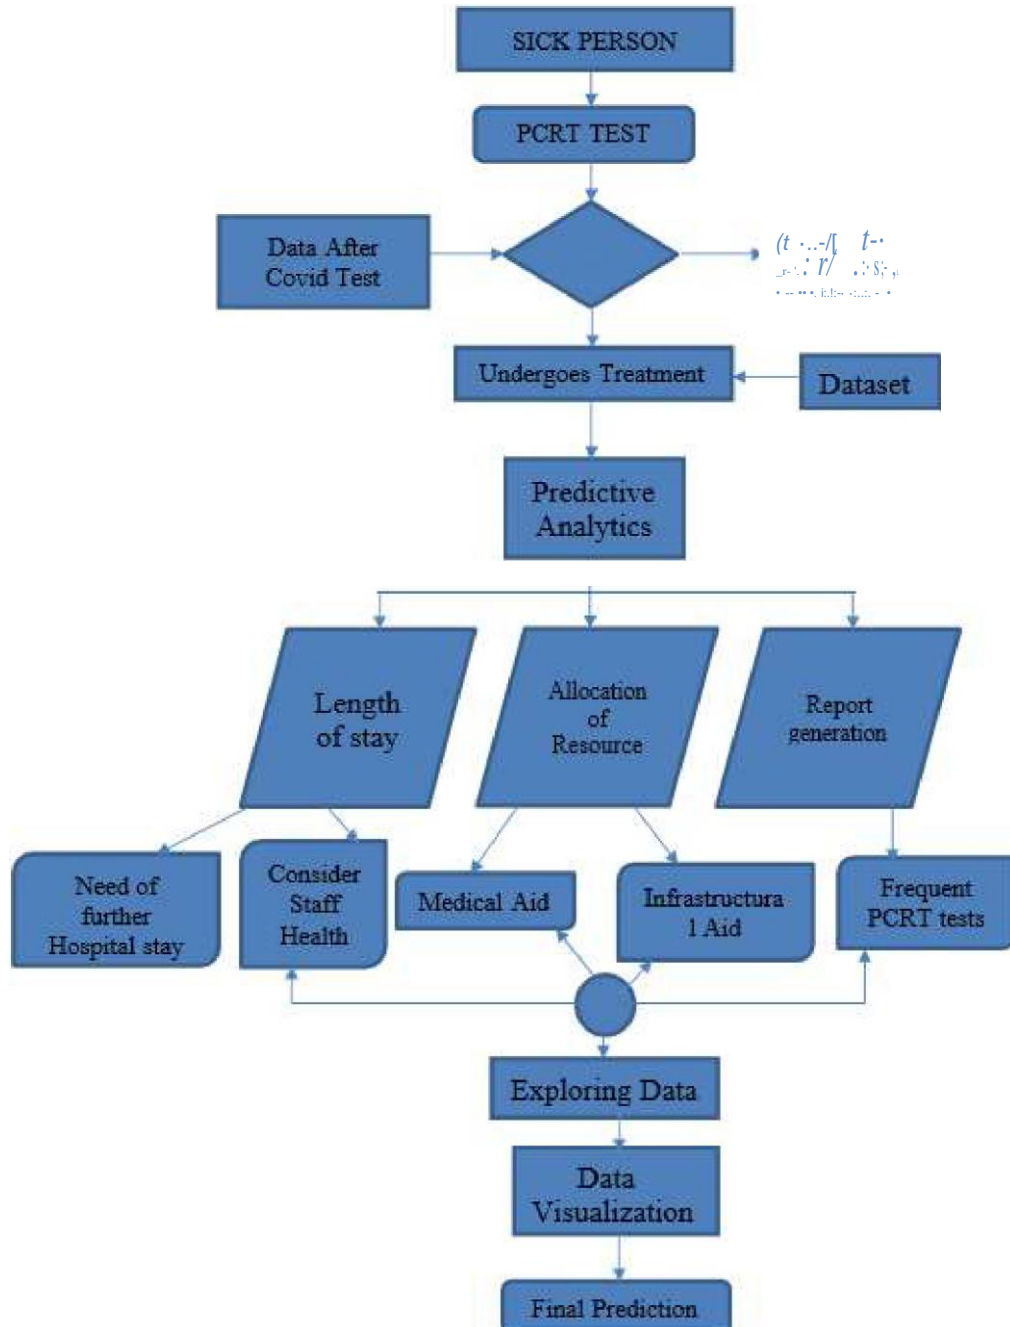 SICK PERSON
PCRT TEST
Data After
Covid Test
Undergoes Treatment
Dataset
Predictive
Analytics
Length
of stay
Allocation
of
Resource
Report
generation
Need of
further
Hospital stay
Consider
Staff
Health
Medical Aid
Infrastructura
l Aid
Frequent
PCRT tests
Exploring Data
Data
Visualization
Final Prediction